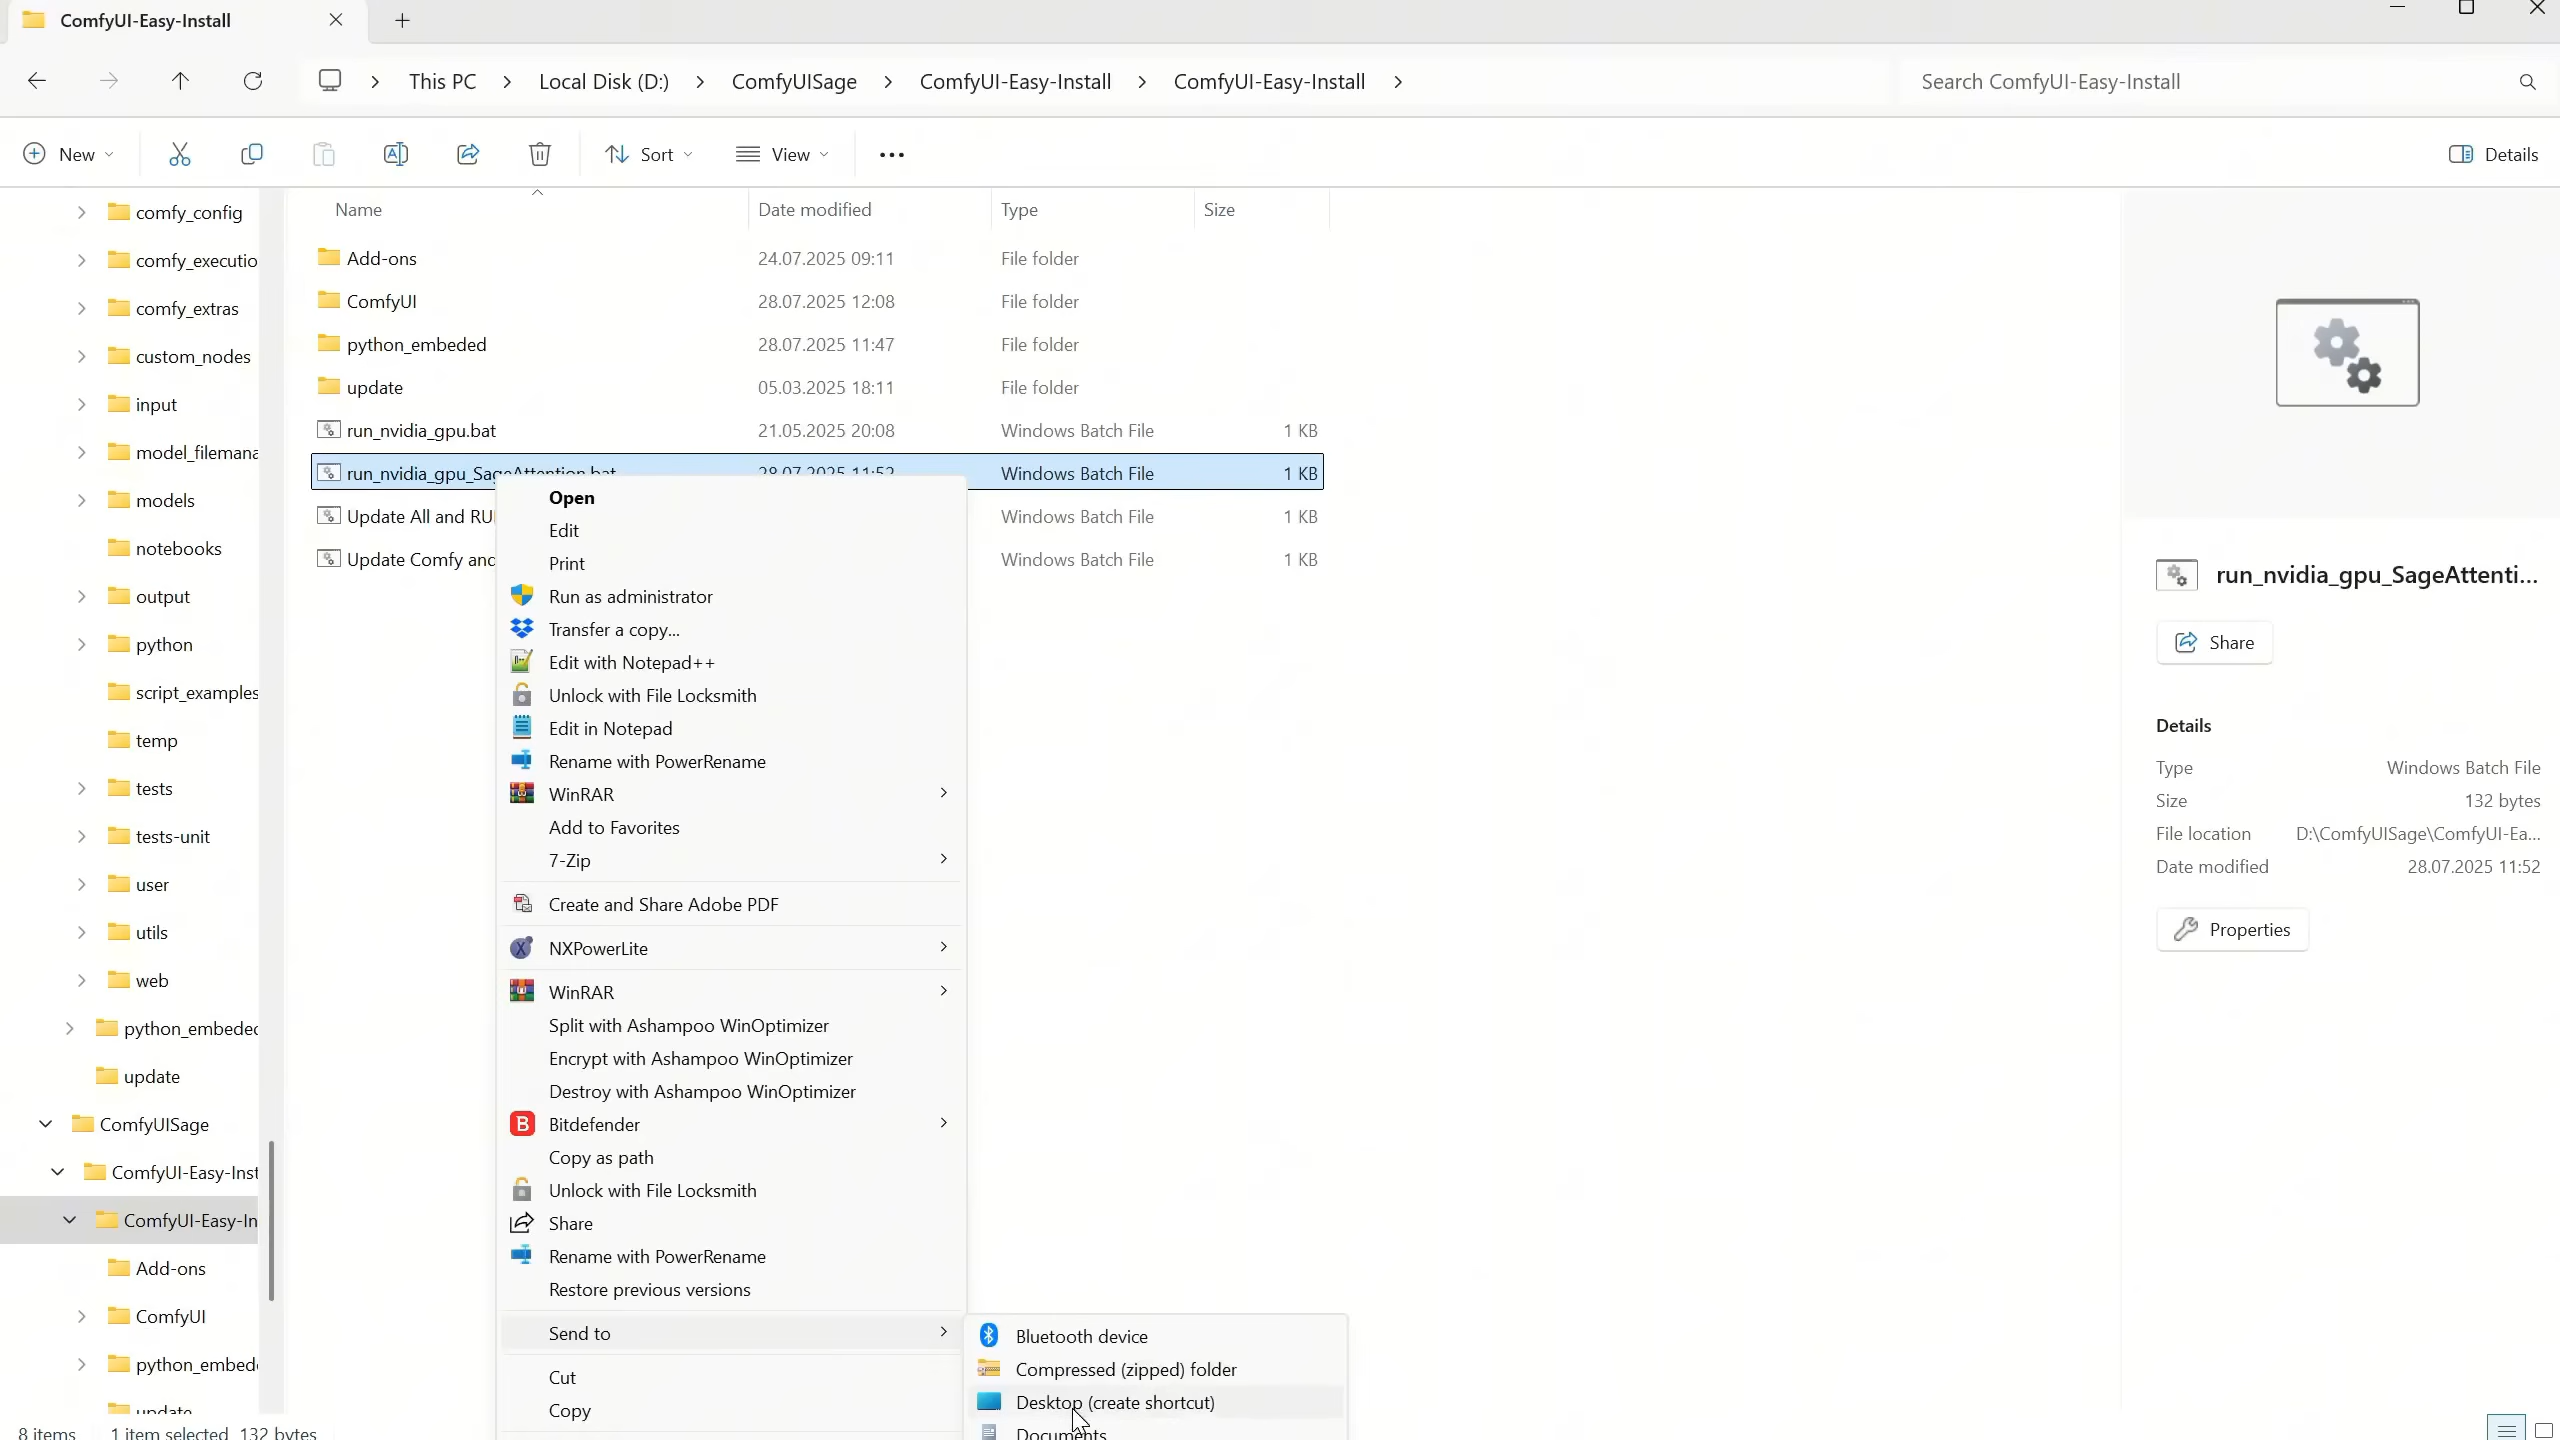 ComfyUI-Easy-Install
This PC > Local Disk (D:) > ComfyUISage > ComfyUI-Easy-Install > ComfyUI-Easy-Install >
Search ComfyUI-Easy-Install
New
Sort
View
Details
comfy_config
comfy_executio
comfy_extras
custom_nodes
input
model_filemana
models
notebooks
output
python
script_examples
temp
tests
tests-unit
user
utils
web
python_embeded
update
ComfyUISage
ComfyUI-Easy-Inst
ComfyUI-Easy-In
Add-ons
ComfyUI
python_embed
update
Name Date modified Type Size
Add-ons 24.07.2025 09:11 File folder
ComfyUI 28.07.2025 12:08 File folder
python_embeded 28.07.2025 11:47 File folder
update 05.03.2025 18:11 File folder
run_nvidia_gpu.bat 21.05.2025 20:08 Windows Batch File 1 KB
run_nvidia_gpu_SageAttention.bat 28.07.2025 11:52 Windows Batch File 1 KB
Update All and RU Windows Batch File 1 KB
Update Comfy and Windows Batch File 1 KB
Open
Edit
Print
Run as administrator
Transfer a copy...
Edit with Notepad++
Unlock with File Locksmith
Edit in Notepad
Rename with PowerRename
WinRAR
Add to Favorites
7-Zip
Create and Share Adobe PDF
NXPowerLite
WinRAR
Split with Ashampoo WinOptimizer
Encrypt with Ashampoo WinOptimizer
Destroy with Ashampoo WinOptimizer
Bitdefender
Copy as path
Unlock with File Locksmith
Share
Rename with PowerRename
Restore previous versions
Send to
Cut
Copy
Bluetooth device
Compressed (zipped) folder
Desktop (create shortcut)
Documents
run_nvidia_gpu_SageAttenti...
Share
Details
Type Windows Batch File
Size 132 bytes
File location D:\ComfyUISage\ComfyUI-Ea...
Date modified 28.07.2025 11:52
Properties
8 items 1 item selected 132 bytes